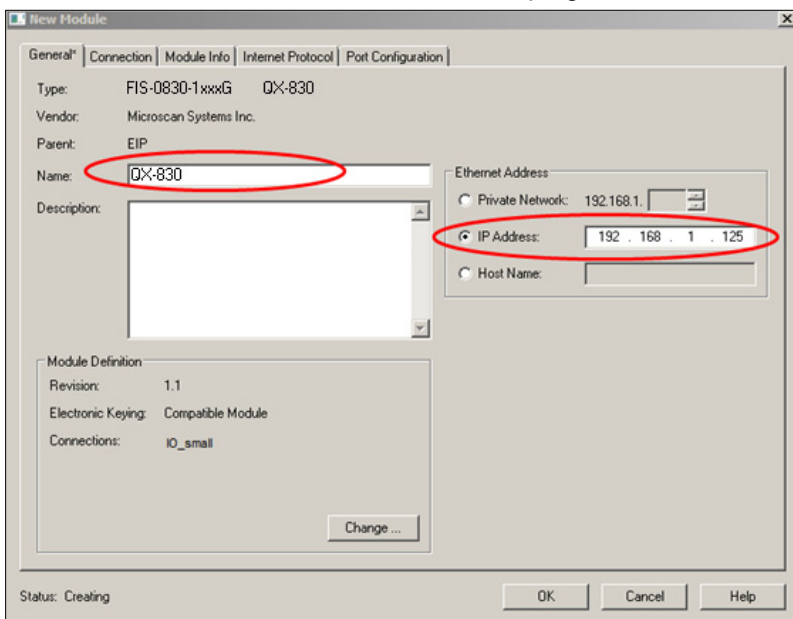 New Module
General* Connection Module Info Internet Protocol Port Configuration
Type: FIS-0830-1xxxG QX-830
Vendor: Microscan Systems Inc.
Parent: EIP
Name: QX-830
Description:
Ethernet Address
Private Network: 192.168.1.
IP Address: 192 . 168 . 1 . 125
Host Name:
Module Definition
Revision: 1.1
Electronic Keying: Compatible Module
Connections: IO_small
Change ...
Status: Creating
OK Cancel Help